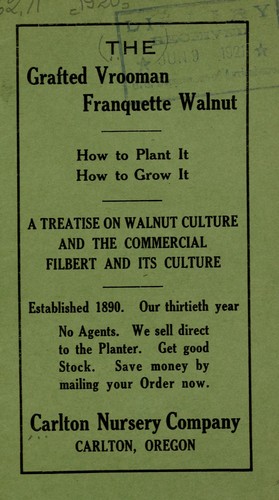 1920
THE
Grafted Vrooman
Franquette Walnut
How to Plant It
How to Grow It
A TREATISE ON WALNUT CULTURE
AND THE COMMERCIAL
FILBERT AND ITS CULTURE
Established 1890. Our thirtieth year
No Agents. We sell direct
to the Planter. Get good
Stock. Save money by
mailing your Order now.
Carlton Nursery Company
CARLTON, OREGON